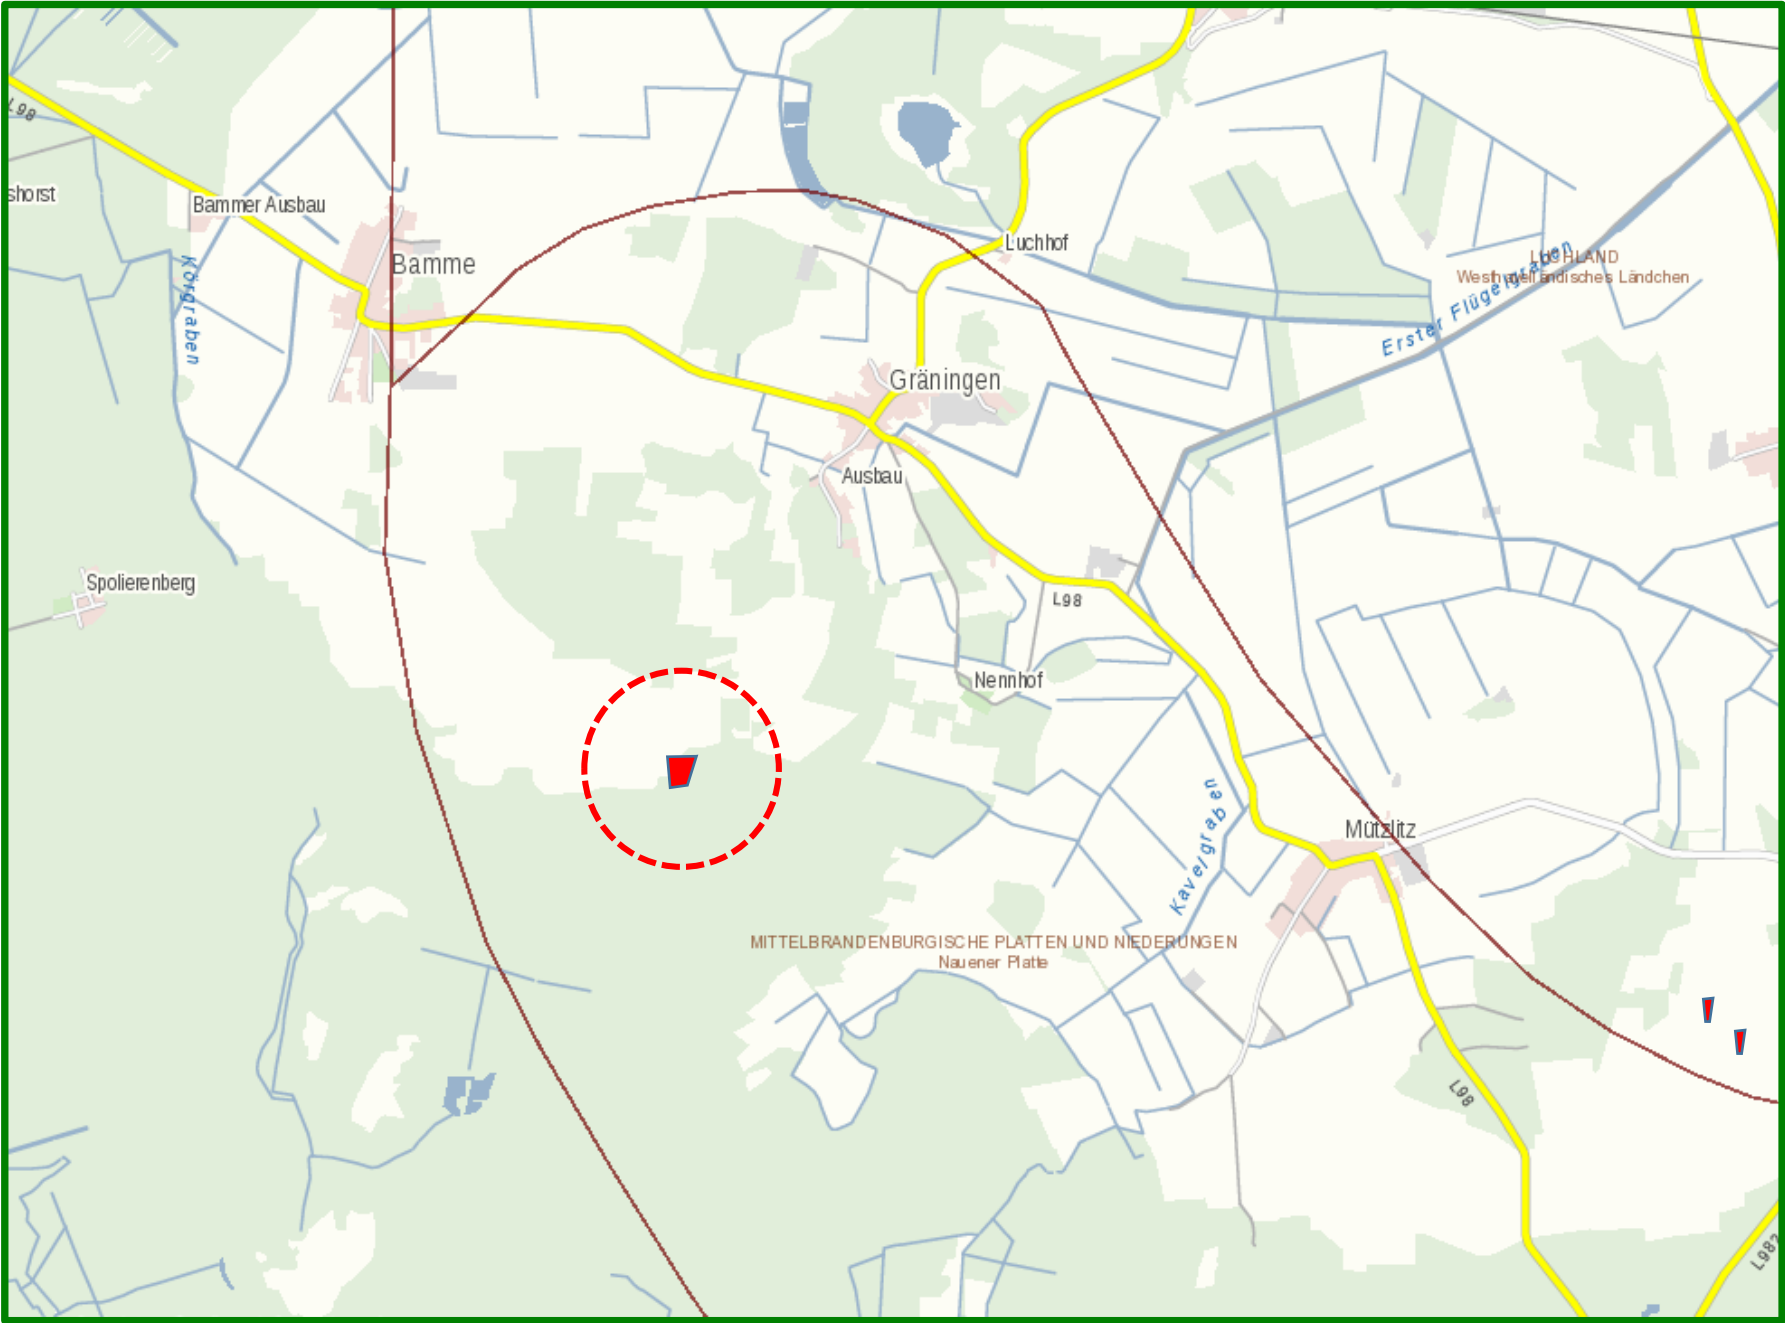 L98
shorst
Bammer Ausbau
Luchhof
Körgraben
Bamme
LUCHLAND
Westhavelländisches Ländchen
Erster Flügelgraben
Gräningen
Ausbau
Spolierenberg
L98
Nennhof
Kavelgraben
Mützlitz
MITTELBRANDENBURGISCHE PLATTEN UND NIEDERUNGEN
Nauener Platte
L98
L982